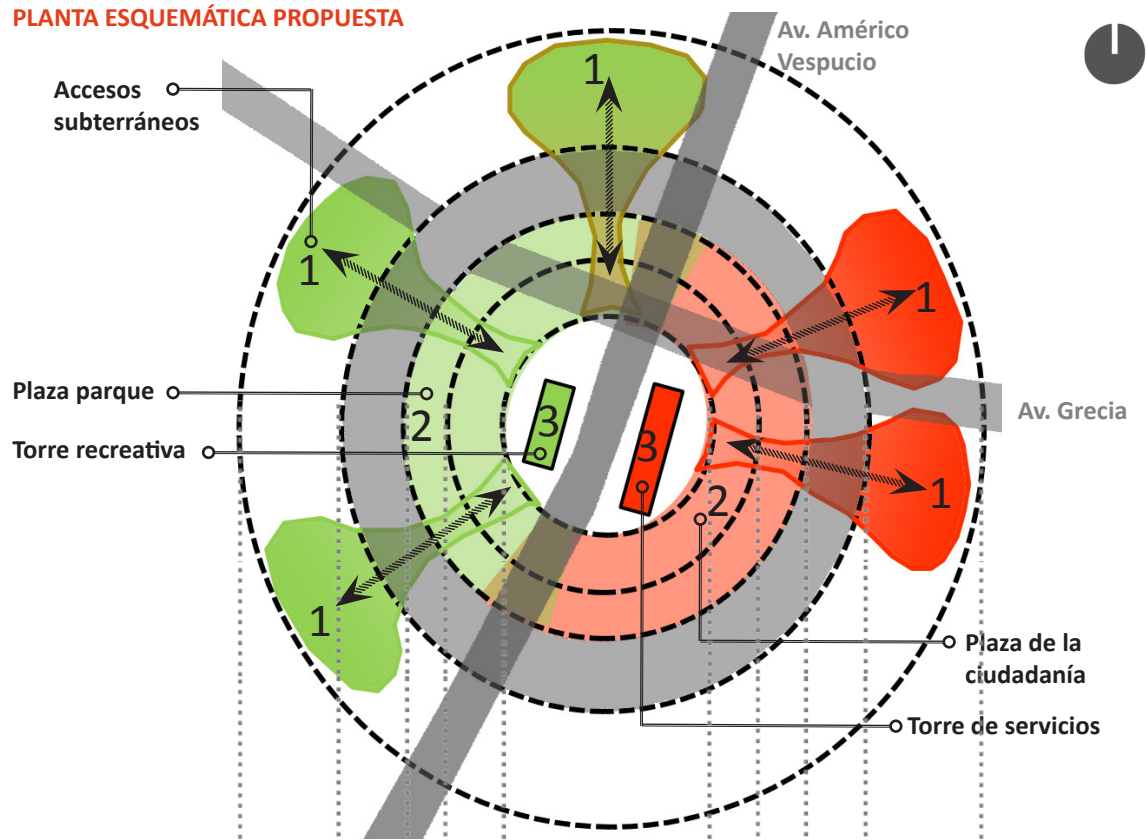 PLANTA ESQUEMÁTICA PROPUESTA
Av. Américo
Vespucio
Accesos
subterráneos
1
1
1
1
Plaza parque
2
Av. Grecia
Torre recreativa
3
3
1
2
1
Plaza de la
ciudadanía
Torre de servicios